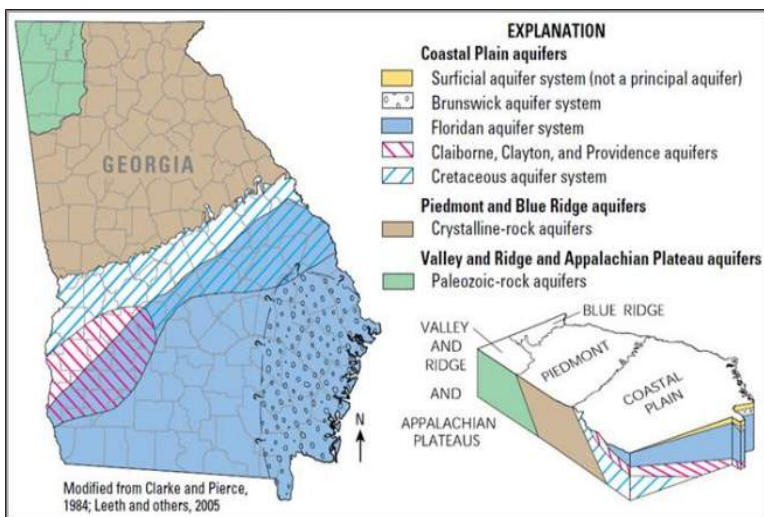 GEORGIA
?
?
?
?
?
N
Modified from Clarke and Pierce,
1984; Leeth and others, 2005
EXPLANATION
Coastal Plain aquifers
Surficial aquifer system (not a principal aquifer)
Brunswick aquifer system
Floridan aquifer system
Claiborne, Clayton, and Providence aquifers
Cretaceous aquifer system
Piedmont and Blue Ridge aquifers
Crystalline-rock aquifers
Valley and Ridge and Appalachian Plateau aquifers
Paleozoic-rock aquifers
BLUE RIDGE
VALLEY
AND
RIDGE
AND
APPALACHIAN
PLATEAUS
PIEDMONT
COASTAL
PLAIN